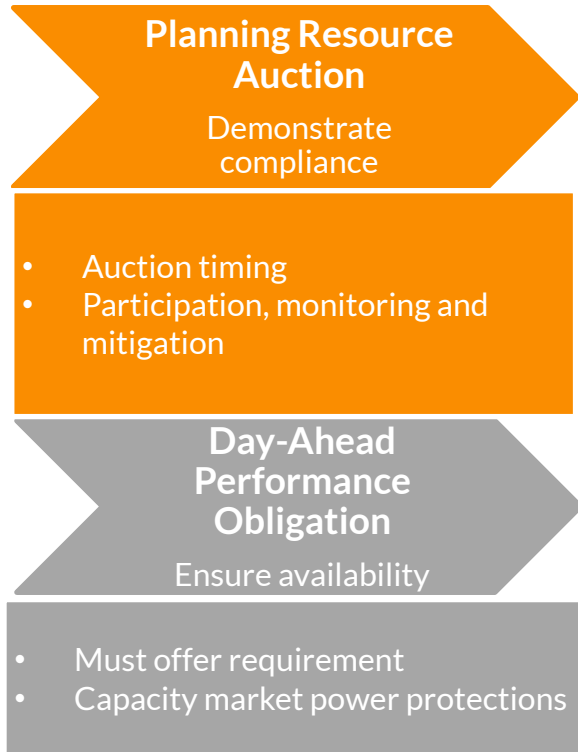 Planning Resource
Auction
Demonstrate
compliance
• Auction timing
• Participation, monitoring and
mitigation
Day-Ahead
Performance
Obligation
Ensure availability
• Must offer requirement
• Capacity market power protections